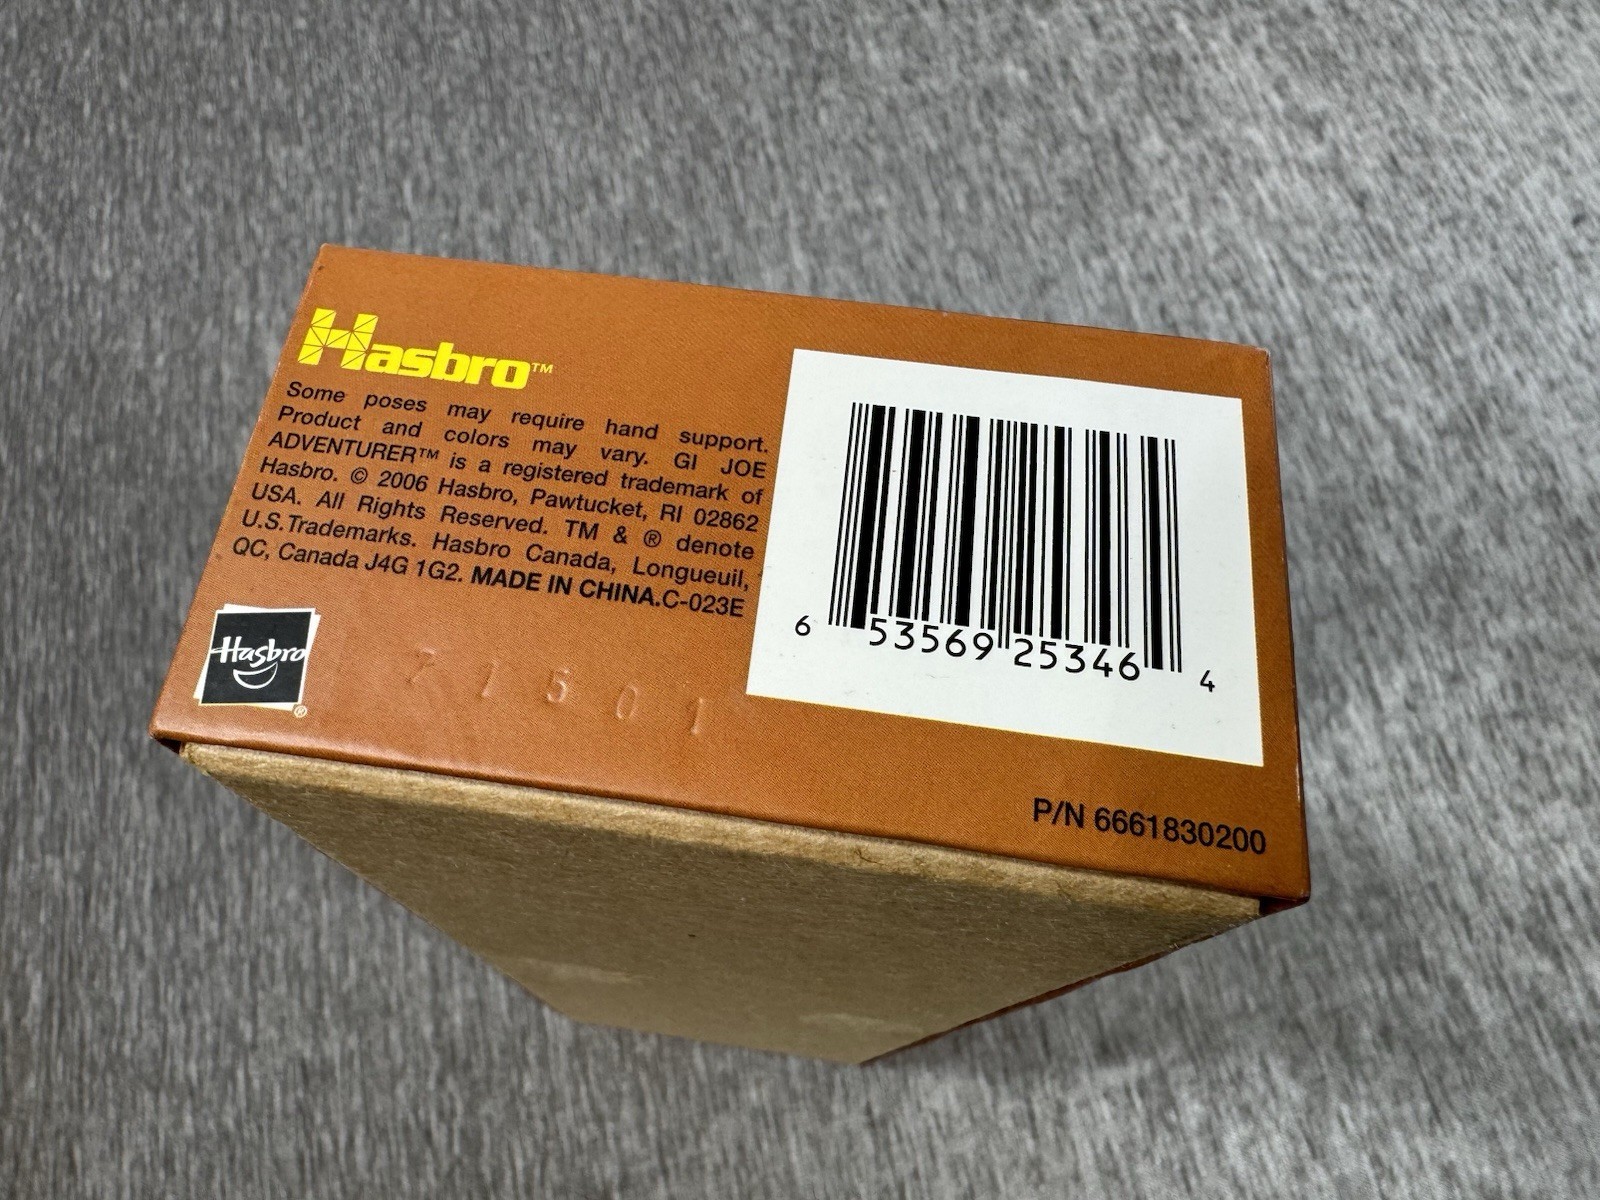 Hasbro™
Some poses may require hand support.
Product and colors may vary. GI JOE
ADVENTURER™ is a registered trademark of
Hasbro. © 2006 Hasbro, Pawtucket, RI 02862
USA. All Rights Reserved. TM & ® denote
U.S.Trademarks. Hasbro Canada, Longueuil,
QC, Canada J4G 1G2. MADE IN CHINA.C-023E
Hasbro
®
71501
6 53569 25346 4
P/N 6661830200